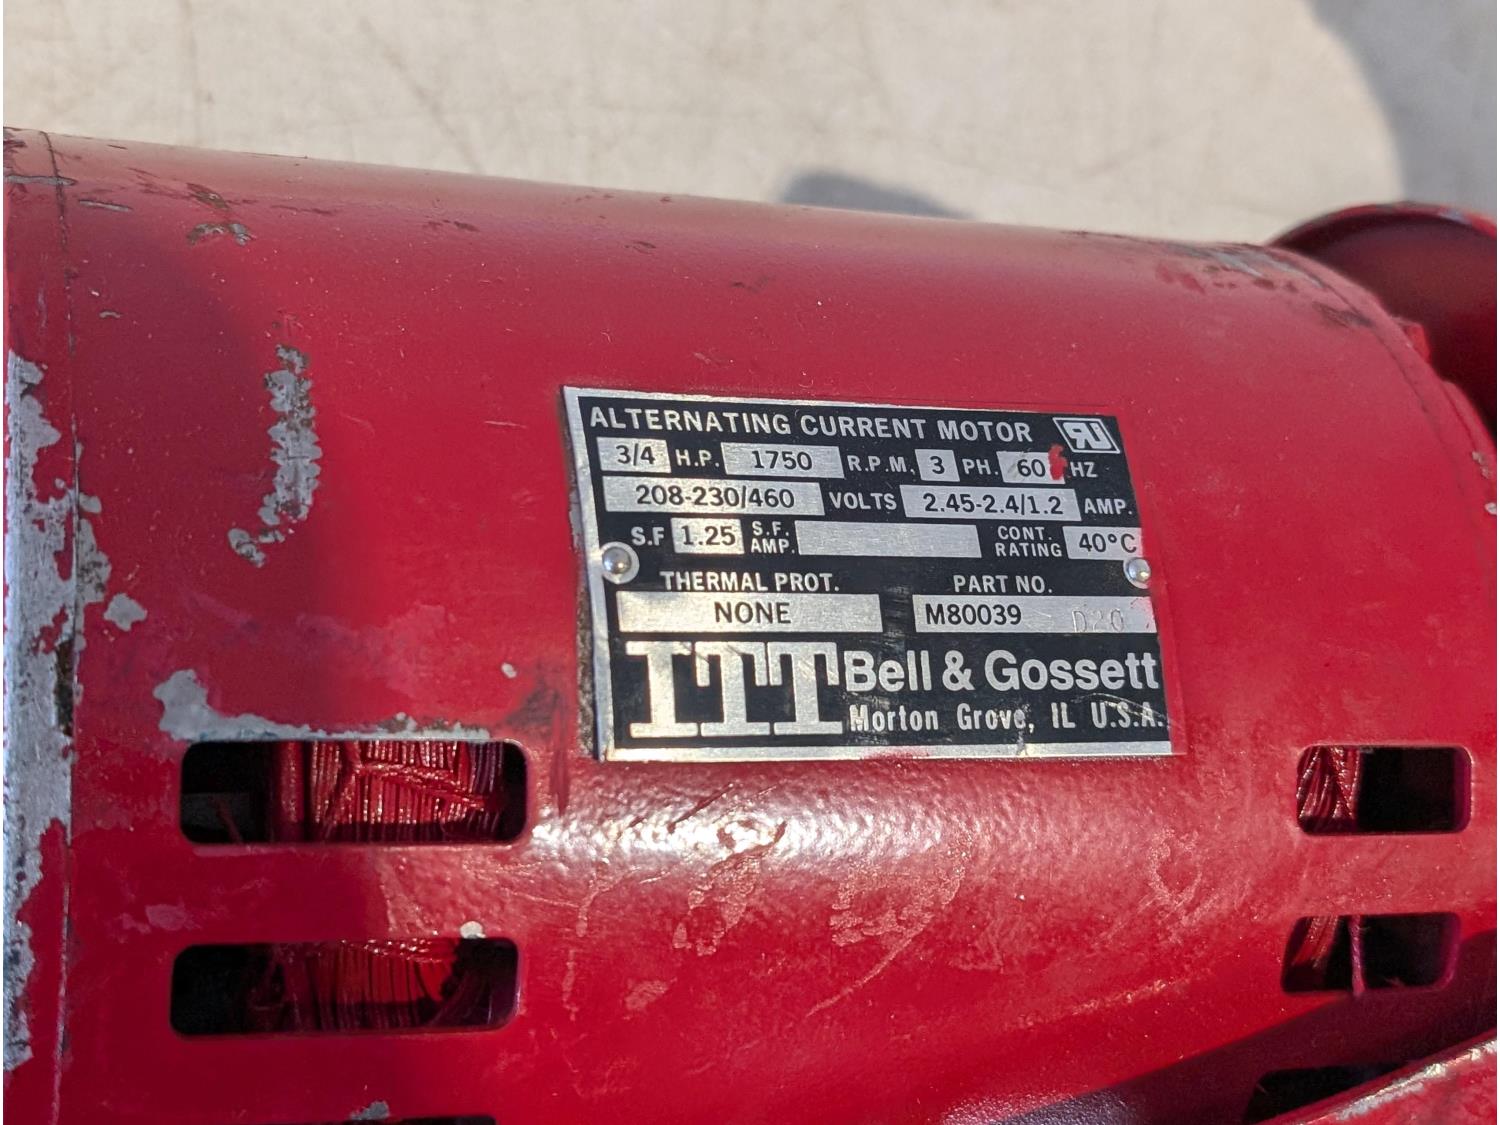 ALTERNATING CURRENT MOTOR RU
3/4 H.P. 1750 R.P.M. 3 PH. 60 HZ
208-230/460 VOLTS 2.45-2.4/1.2 AMP.
S.F 1.25 S.F. AMP. CONT. RATING 40°C
THERMAL PROT. PART NO.
NONE M80039 D20
ITT Bell & Gossett
Morton Grove, IL U.S.A.